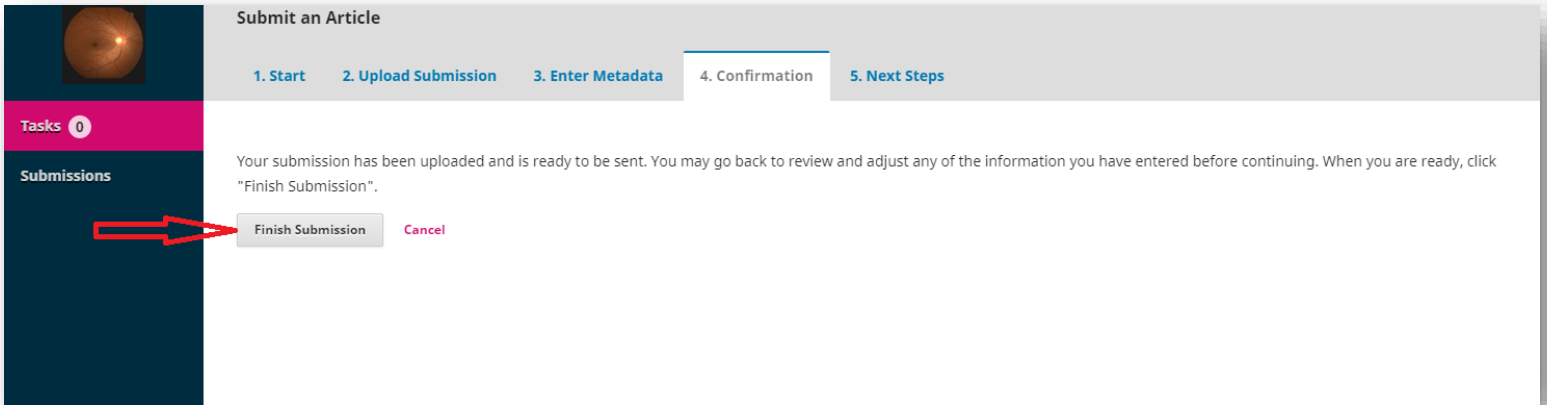 Submit an Article
1. Start 2. Upload Submission 3. Enter Metadata 4. Confirmation 5. Next Steps
Tasks 0
Submissions
Your submission has been uploaded and is ready to be sent. You may go back to review and adjust any of the information you have entered before continuing. When you are ready, click
"Finish Submission".
Finish Submission Cancel